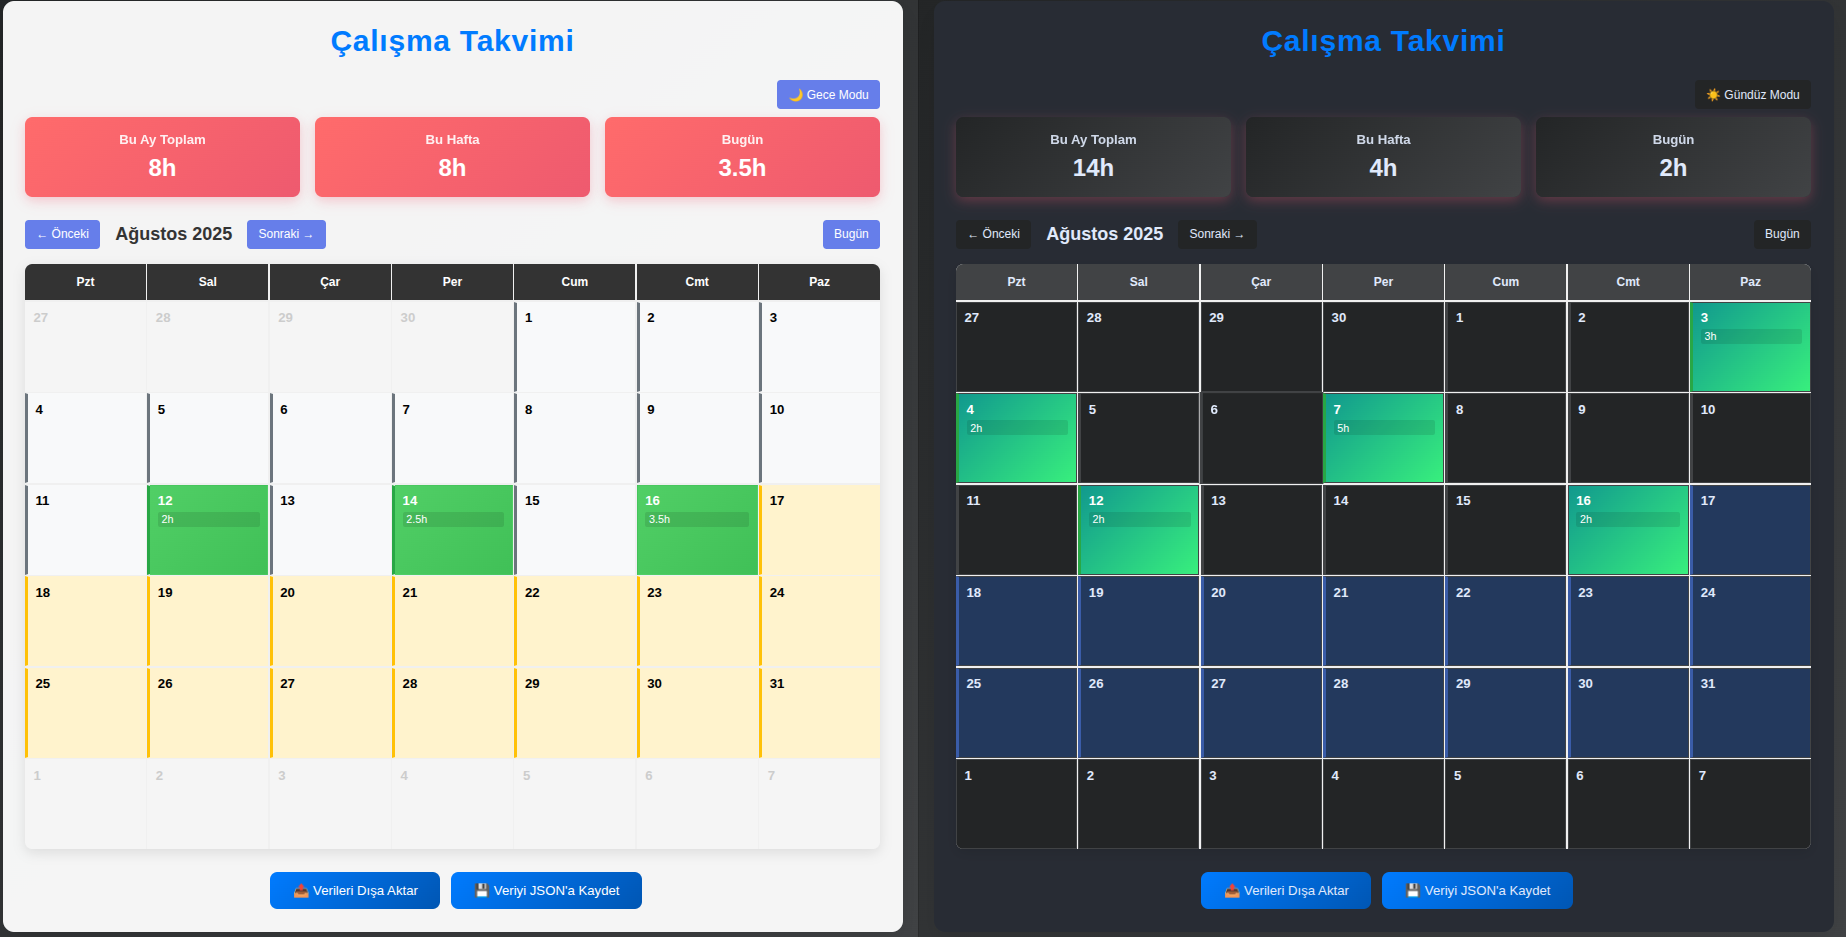 Çalışma Takvimi
🌙 Gece Modu
Bu Ay Toplam
8h
Bu Hafta
8h
Bugün
3.5h
← Önceki Ağustos 2025 Sonraki → Bugün
Pzt Sal Çar Per Cum Cmt Paz
27 28 29 30 1 2 3
4 5 6 7 8 9 10
11 12 13 14 15 16 17
2h 2.5h 3.5h
18 19 20 21 22 23 24
25 26 27 28 29 30 31
1 2 3 4 5 6 7
📤 Verileri Dışa Aktar 💾 Veriyi JSON'a Kaydet
Çalışma Takvimi
☀️ Gündüz Modu
Bu Ay Toplam
14h
Bu Hafta
4h
Bugün
2h
← Önceki Ağustos 2025 Sonraki → Bugün
Pzt Sal Çar Per Cum Cmt Paz
27 28 29 30 1 2 3
3h
4 5 6 7 8 9 10
2h 5h
11 12 13 14 15 16 17
2h 2h
18 19 20 21 22 23 24
25 26 27 28 29 30 31
1 2 3 4 5 6 7
📤 Verileri Dışa Aktar 💾 Veriyi JSON'a Kaydet